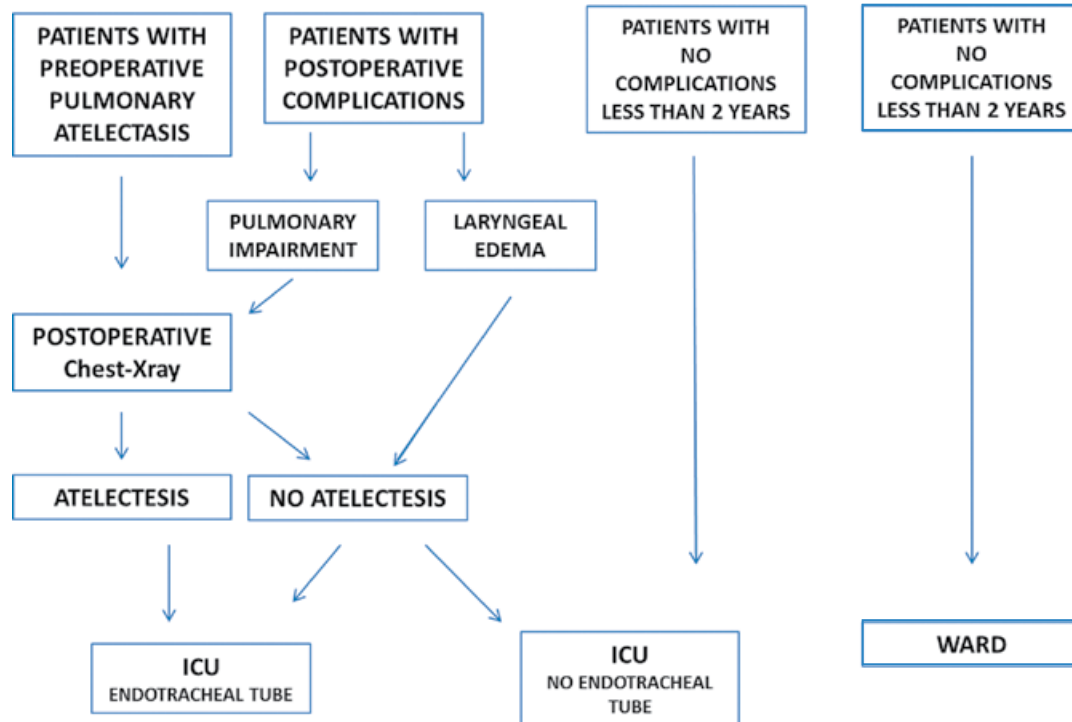 PATIENTS WITH
PREOPERATIVE
PULMONARY
ATELECTASIS
PATIENTS WITH
POSTOPERATIVE
COMPLICATIONS
PATIENTS WITH
NO
COMPLICATIONS
LESS THAN 2 YEARS
PATIENTS WITH
NO
COMPLICATIONS
LESS THAN 2 YEARS
PULMONARY
IMPAIRMENT
LARYNGEAL
EDEMA
POSTOPERATIVE
Chest-Xray
ATELECTESIS
NO ATELECTESIS
ICU
ENDOTRACHEAL TUBE
ICU
NO ENDOTRACHEAL
TUBE
WARD